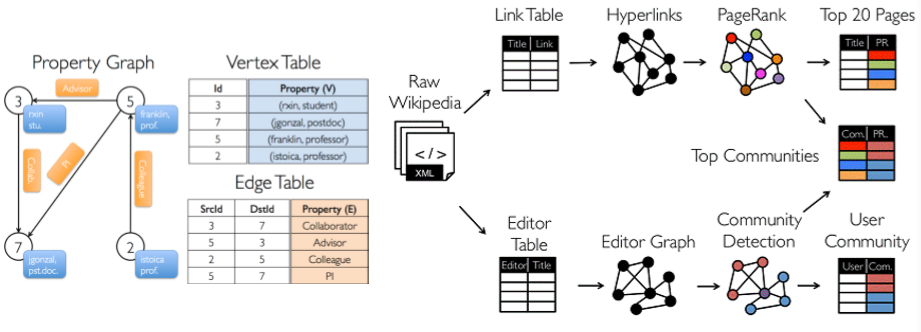 Property Graph
3
Advisor
5
rxin
stu.
franklin,
prof.
Collab.
PI
Colleague
7
2
jgonzal,
pst.doc.
istoica
prof.
Vertex Table
Id Property (V)
3 (rxin, student)
7 (jgonzal, postdoc)
5 (franklin, professor)
2 (istoica, professor)
Edge Table
SrcId DstId Property (E)
3 7 Collaborator
5 3 Advisor
2 5 Colleague
5 7 PI
Raw
Wikipedia
</>
XML
Link Table
Title Link
Hyperlinks
PageRank
Top 20 Pages
Title PR
Top Communities
Com. PR..
Editor
Table
Editor Title
Editor Graph
Community
Detection
User
Community
User Com.